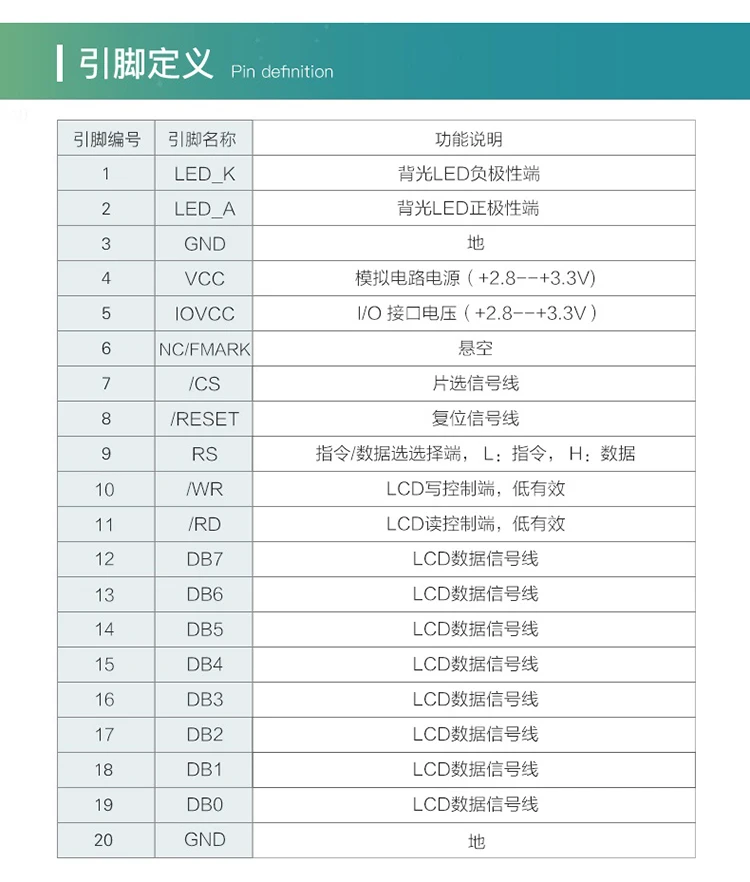 引脚定义 Pin definition
引脚编号 引脚名称 功能说明
1 LED_K 背光LED负极性端
2 LED_A 背光LED正极性端
3 GND 地
4 VCC 模拟电路电源（+2.8--+3.3V)
5 IOVCC I/O 接口电压（+2.8--+3.3V）
6 NC/FMARK 悬空
7 /CS 片选信号线
8 /RESET 复位信号线
9 RS 指令/数据选选择端， L：指令， H：数据
10 /WR LCD写控制端，低有效
11 /RD LCD读控制端，低有效
12 DB7 LCD数据信号线
13 DB6 LCD数据信号线
14 DB5 LCD数据信号线
15 DB4 LCD数据信号线
16 DB3 LCD数据信号线
17 DB2 LCD数据信号线
18 DB1 LCD数据信号线
19 DB0 LCD数据信号线
20 GND 地